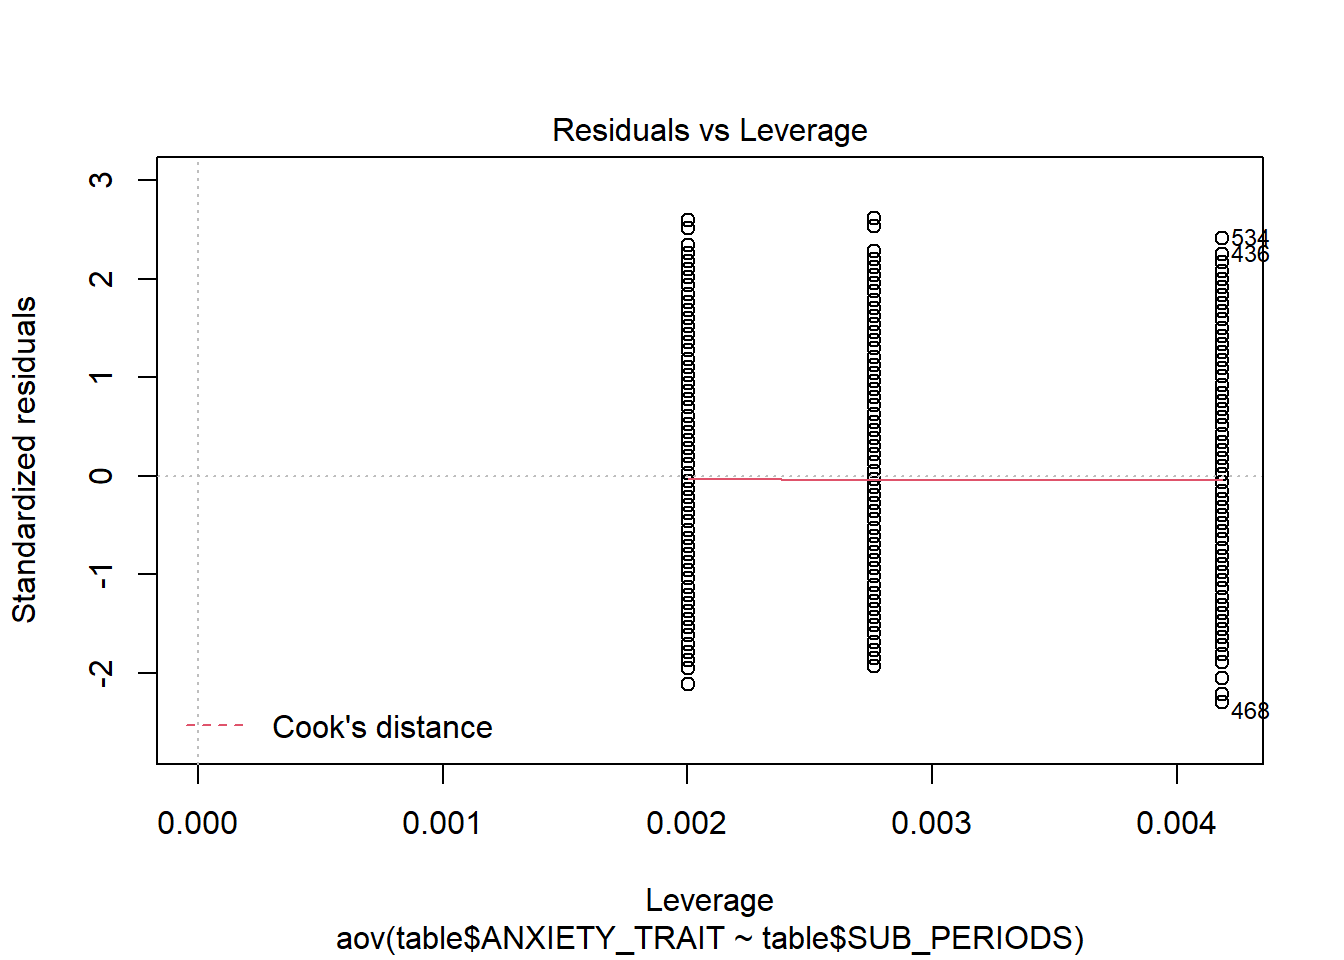 Residuals vs Leverage
Standardized residuals
3
2
1
0
-1
-2
534
436
468
Cook's distance
0.000
0.001
0.002
0.003
0.004
Leverage
aov(table$ANXIETY_TRAIT ~ table$SUB_PERIODS)